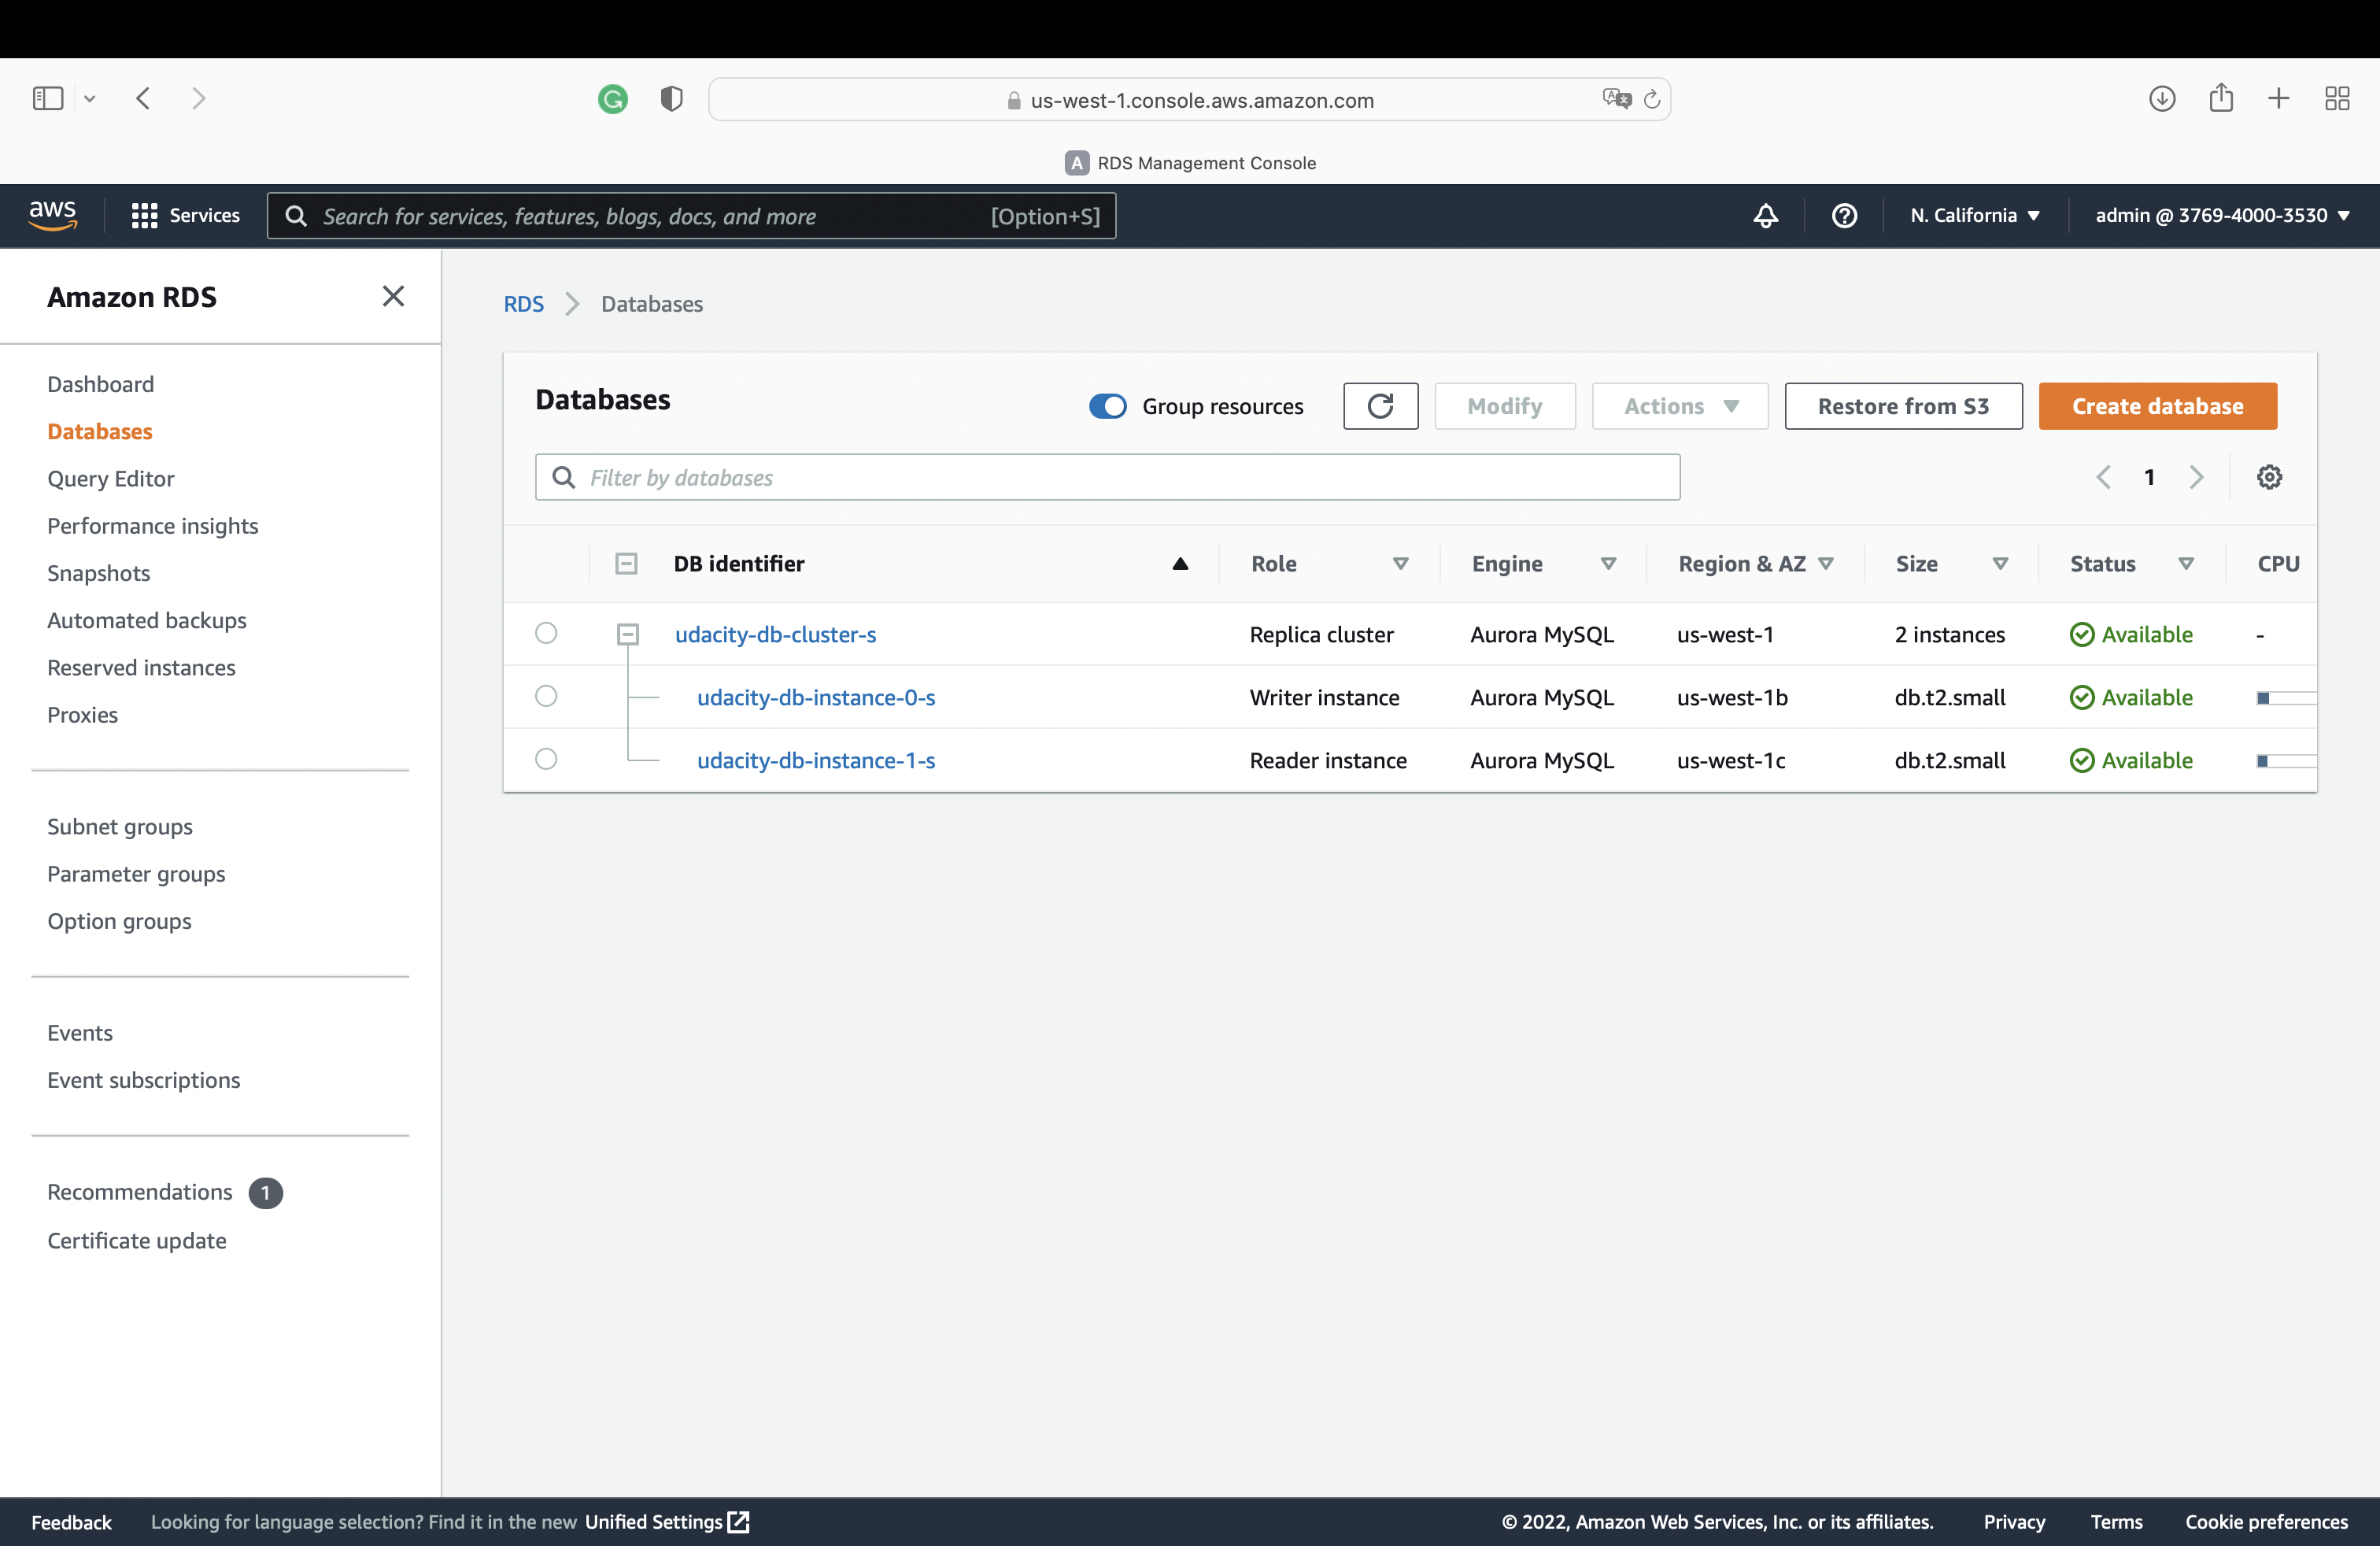 us-west-1.console.aws.amazon.com
A RDS Management Console
aws Services Search for services, features, blogs, docs, and more [Option+S] N. California admin @ 3769-4000-3530
Amazon RDS
Dashboard
Databases
Query Editor
Performance insights
Snapshots
Automated backups
Reserved instances
Proxies
Subnet groups
Parameter groups
Option groups
Events
Event subscriptions
Recommendations 1
Certificate update
RDS Databases
Databases Group resources Modify Actions Restore from S3 Create database
Filter by databases 1
DB identifier Role Engine Region & AZ Size Status CPU
udacity-db-cluster-s Replica cluster Aurora MySQL us-west-1 2 instances Available -
udacity-db-instance-0-s Writer instance Aurora MySQL us-west-1b db.t2.small Available
udacity-db-instance-1-s Reader instance Aurora MySQL us-west-1c db.t2.small Available
Feedback Looking for language selection? Find it in the new Unified Settings © 2022, Amazon Web Services, Inc. or its affiliates. Privacy Terms Cookie preferences